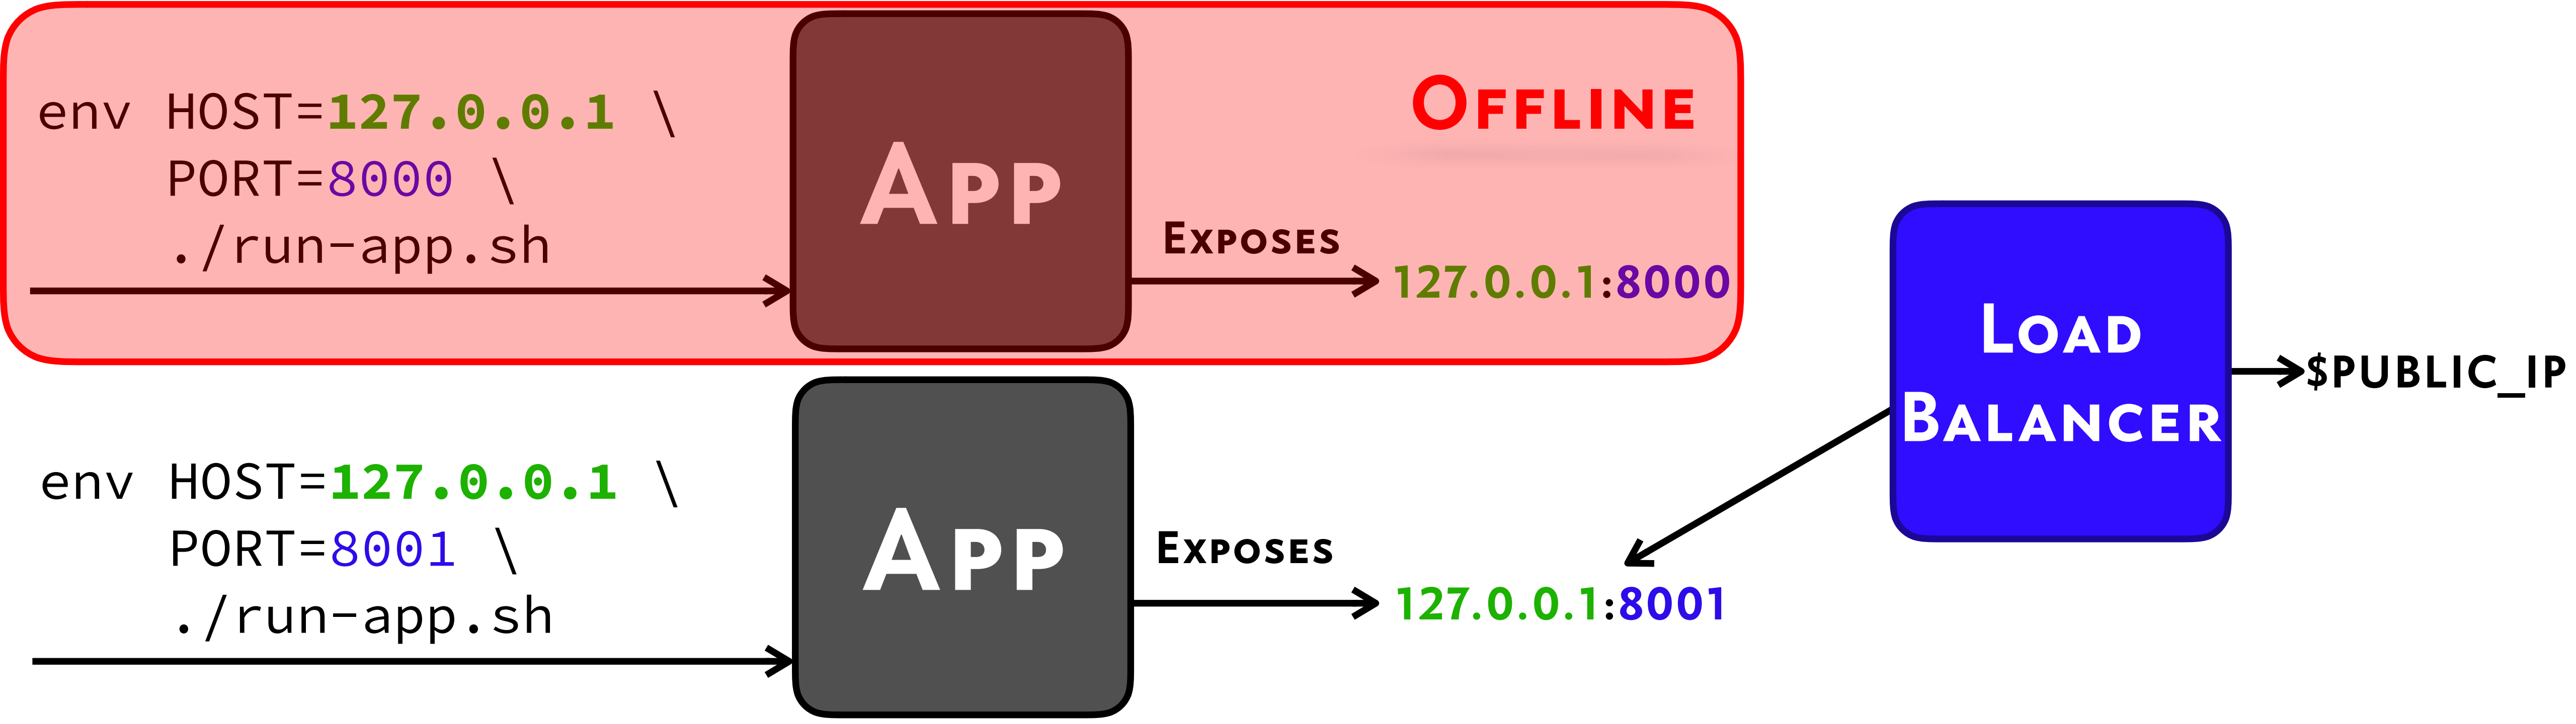 env HOST=127.0.0.1 \
PORT=8000 \
./run-app.sh
App
Exposes
127.0.0.1:8000
Offline
env HOST=127.0.0.1 \
PORT=8001 \
./run-app.sh
App
Exposes
127.0.0.1:8001
Load
Balancer
$PUBLIC_IP